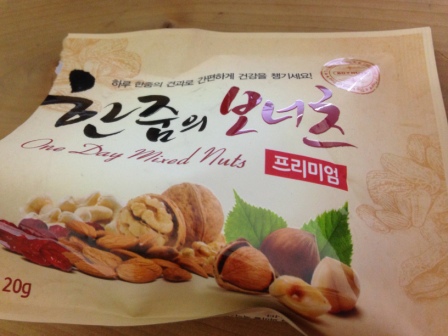 하루 한줌의 견과로 간편하게 건강을 챙기세요!
한줌의 보너츠
One Day Mixed Nuts
프리미엄
20g